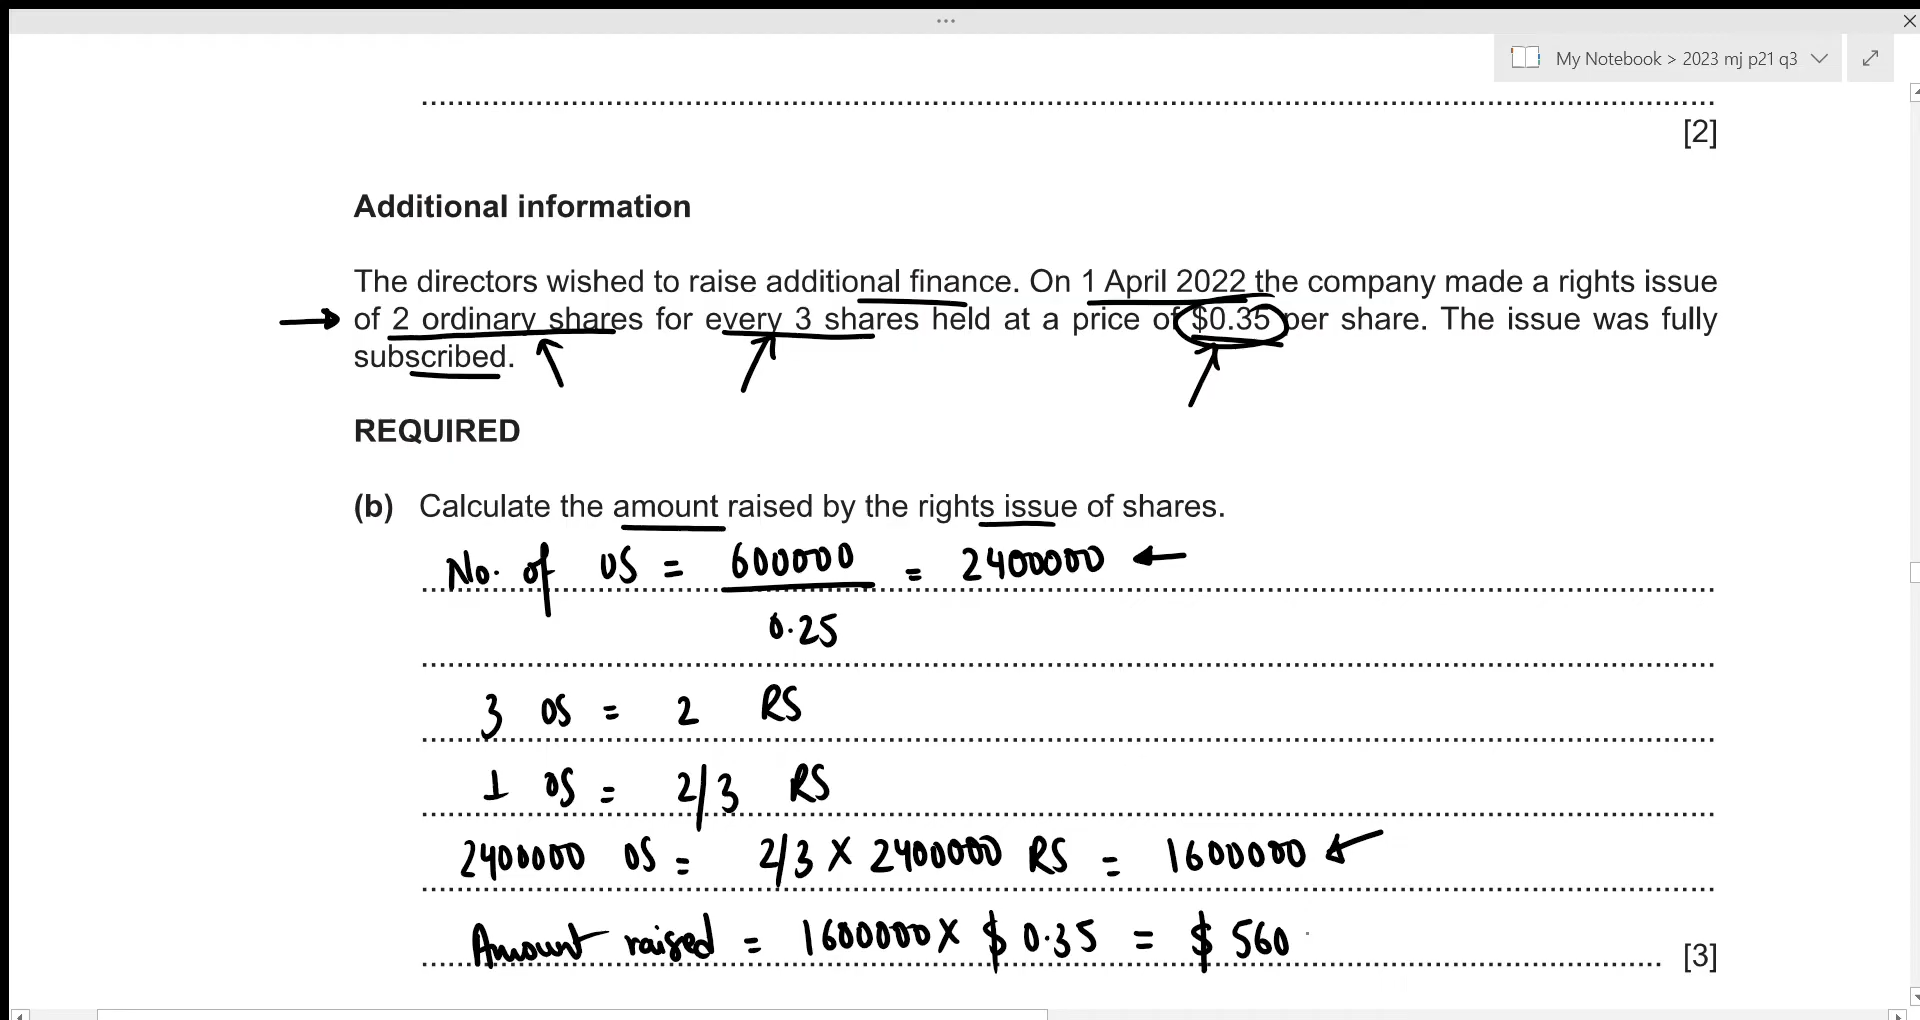 My Notebook > 2023 mj p21 q3
[2]
Additional information
The directors wished to raise additional finance. On 1 April 2022 the company made a rights issue
of 2 ordinary shares for every 3 shares held at a price of $0.35 per share. The issue was fully
subscribed.
REQUIRED
(b) Calculate the amount raised by the rights issue of shares.
No. of OS = 600000 = 2400000
0.25
3 OS = 2 RS
1 OS = 2/3 RS
2400000 OS = 2/3 X 2400000 RS = 1600000
Amount raised = 1600000 X $ 0.35 = $ 560
[3]